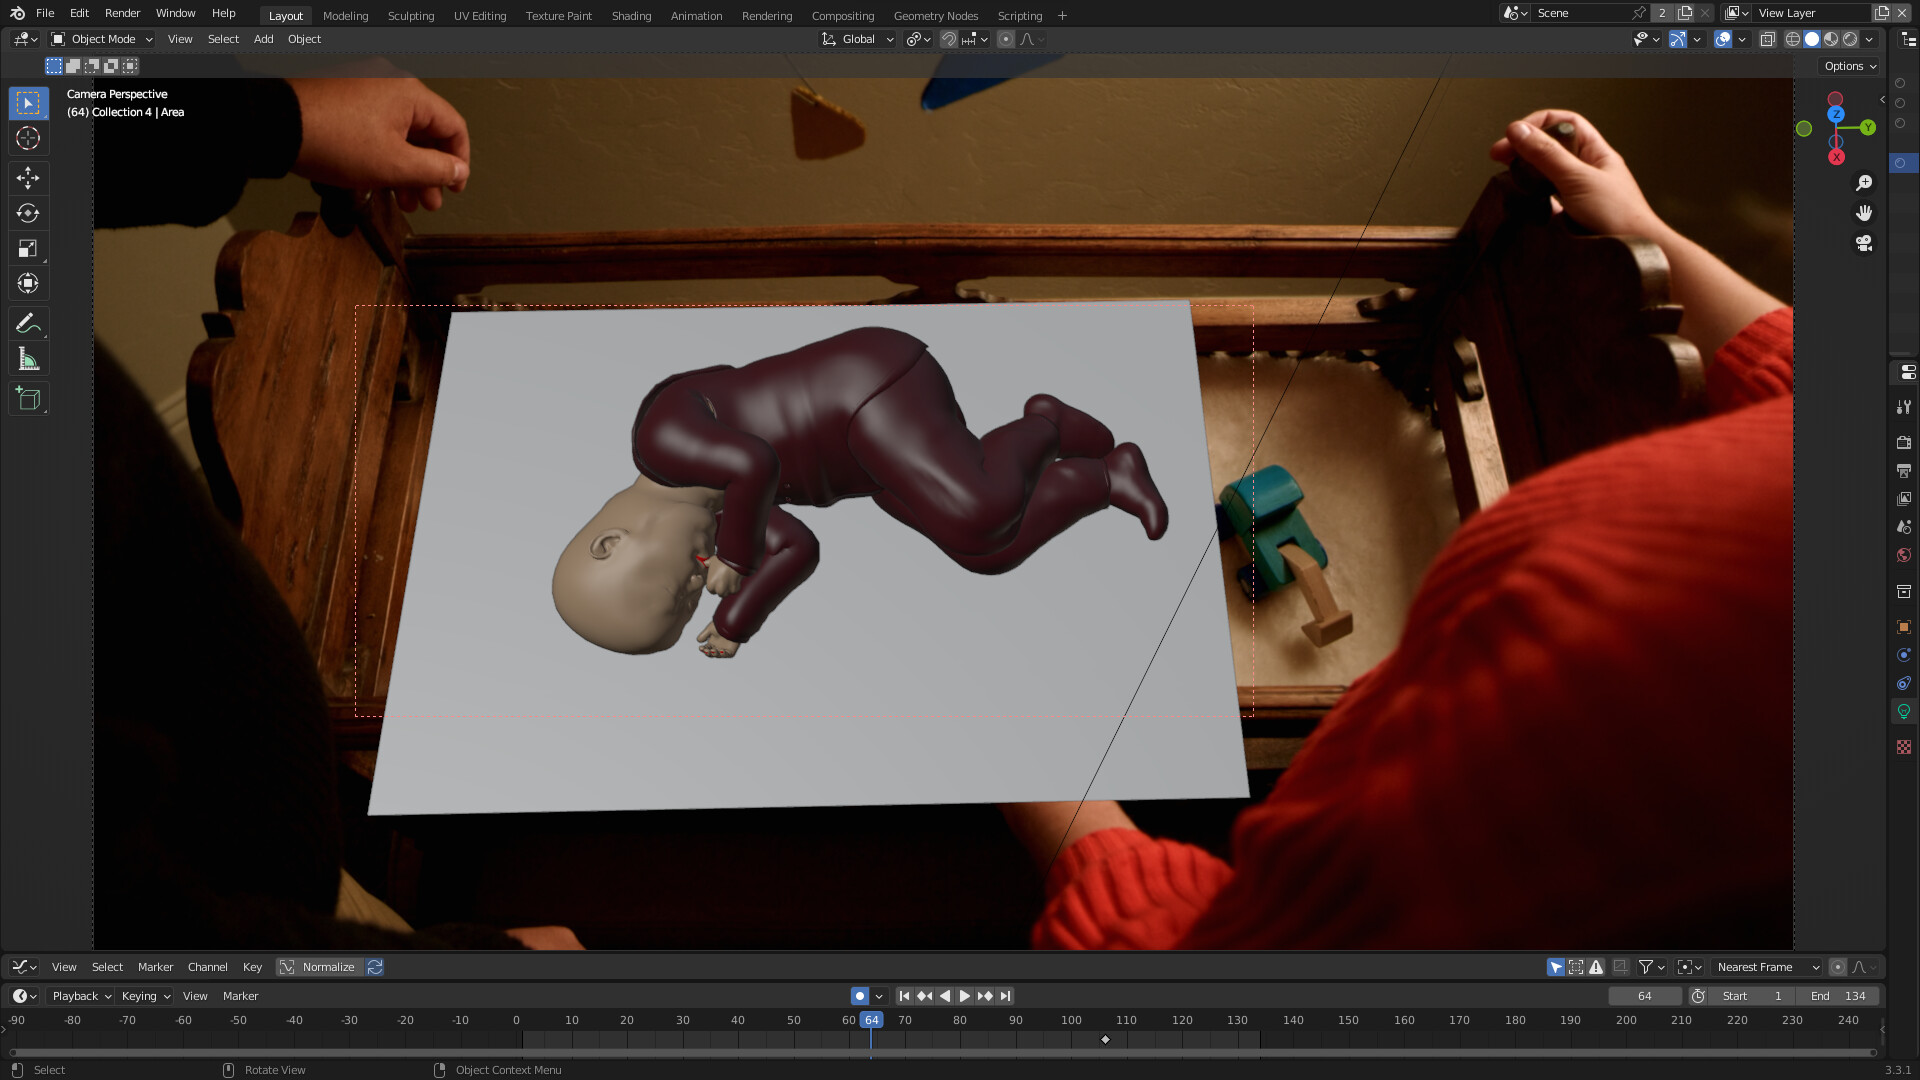 File Edit Render Window Help Layout Modeling Sculpting UV Editing Texture Paint Shading Animation Rendering Compositing Geometry Nodes Scripting + Scene 2 View Layer
Object Mode View Select Add Object Global
Options
Camera Perspective
(64) Collection 4 | Area
Z
Y
X
View Select Marker Channel Key Normalize Nearest Frame
Playback Keying View Marker 64 Start 1 End 134
-90 -80 -70 -60 -50 -40 -30 -20 -10 0 10 20 30 40 50 60 64 70 80 90 100 110 120 130 140 150 160 170 180 190 200 210 220 230 240
Select Rotate View Object Context Menu 3.3.1